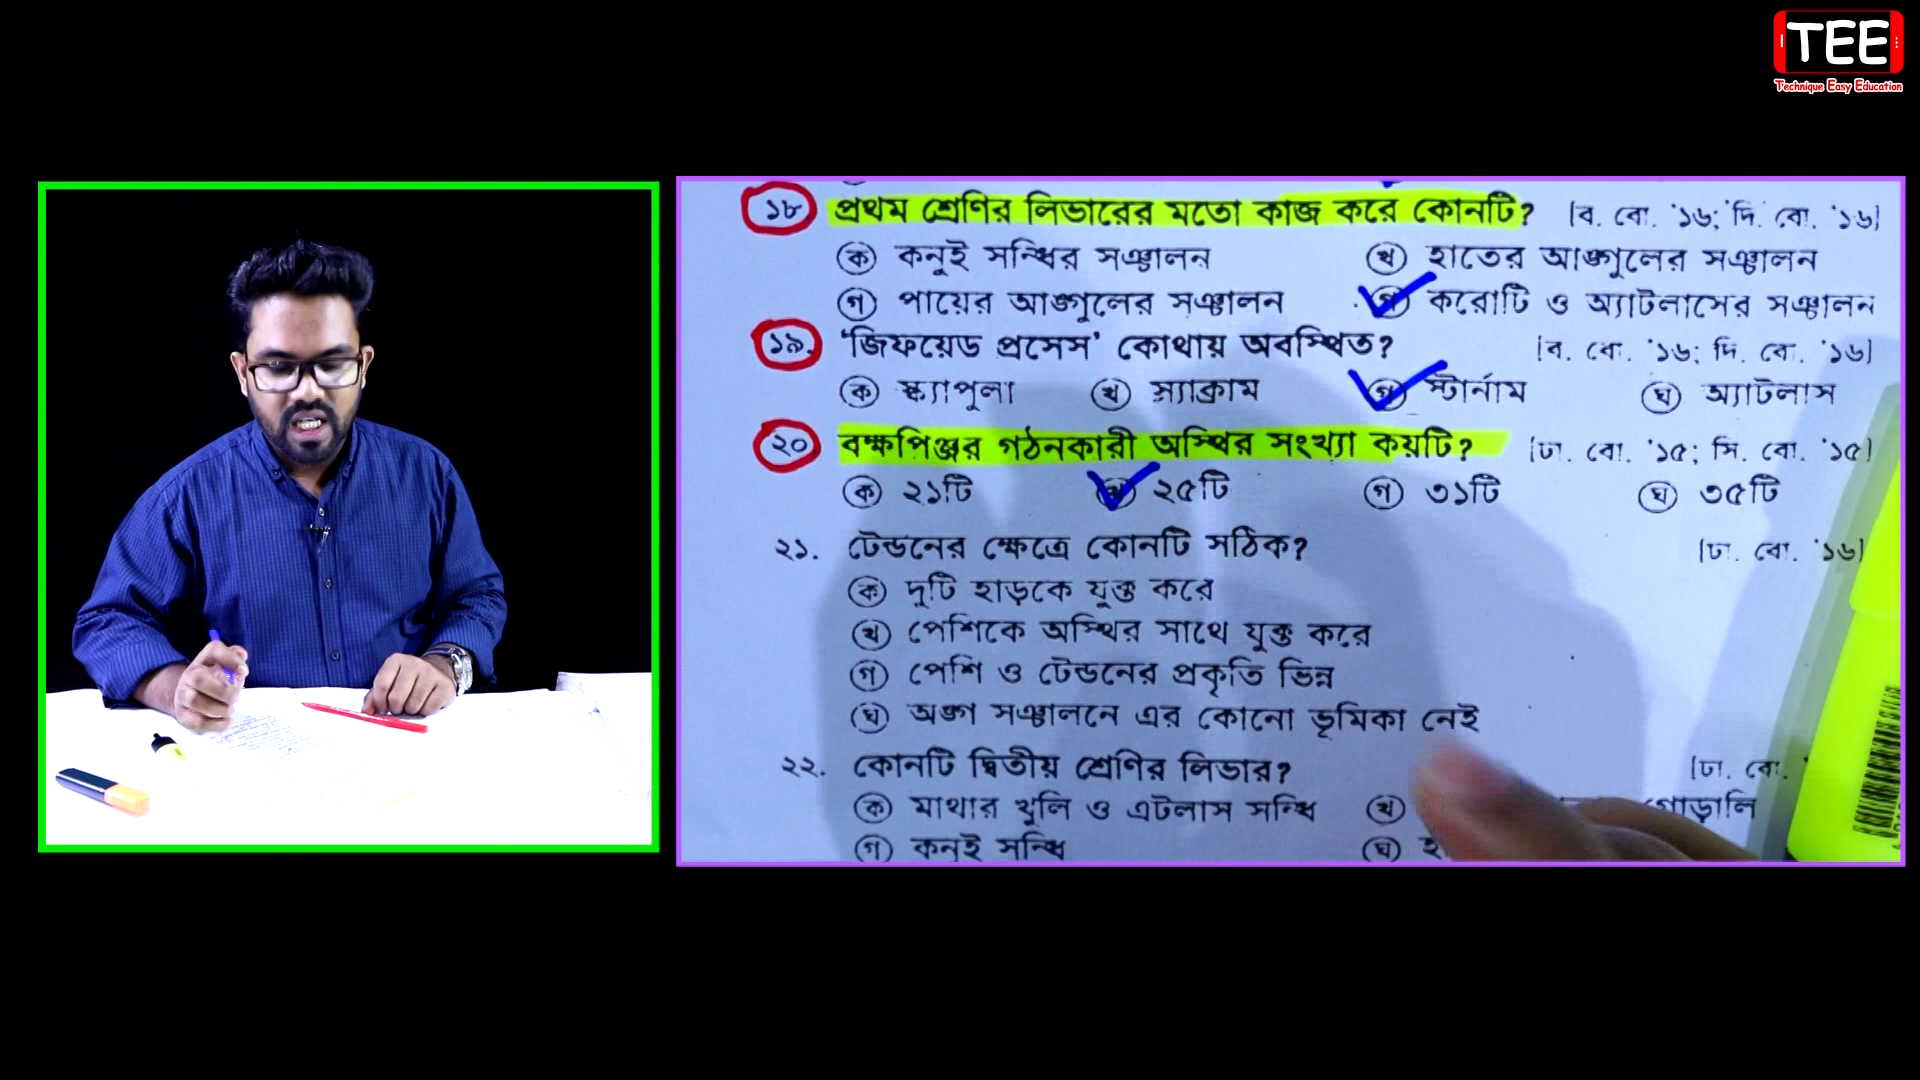 TEE
Technique Easy Education
১৮ প্রথম শ্রেণির লিভারের মতো কাজ করে কোনটি? [ব. বো. '১৬; দি. বো. '১৬]
ক কনুই সন্ধির সঞ্চালন খ হাতের আঙ্গুলের সঞ্চালন
গ পায়ের আঙ্গুলের সঞ্চালন করোটি ও অ্যাটলাসের সঞ্চালন
১৯. 'জিফয়েড প্রসেস' কোথায় অবস্থিত? [ব. বো. '১৬; দি. বো. '১৬]
ক স্ক্যাপুলা খ স্যাক্রাম গ স্টার্নাম ঘ অ্যাটলাস
২০ বক্ষপিঞ্জর গঠনকারী অস্থির সংখ্যা কয়টি? [ঢা. বো. '১৫; সি. বো. '১৫]
ক ২১টি ২৫টি গ ৩১টি ঘ ৩৫টি
২১. টেন্ডনের ক্ষেত্রে কোনটি সঠিক? [ঢা. বো. '১৬]
ক দুটি হাড়কে যুক্ত করে
খ পেশিকে অস্থির সাথে যুক্ত করে
গ পেশি ও টেন্ডনের প্রকৃতি ভিন্ন
ঘ অঙ্গ সঞ্চালনে এর কোনো ভূমিকা নেই
২২. কোনটি দ্বিতীয় শ্রেণির লিভার? [ঢা. বো.
ক মাথার খুলি ও এটলাস সন্ধি খ গোড়ালি
গ কনুই সন্ধি ঘ